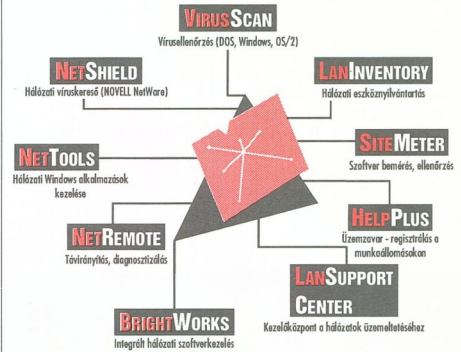 VIRUSSCAN
Vírusellenőrzés (DOS, Windows, OS/2)
NETSHIELD
Hálózati víruskereső (NOVELL NetWare)
LANINVENTORY
Hálózati eszköznyilvántartás
SITEMETER
Szoftver bemérés, ellenőrzés
NETTOOLS
Hálózati Windows alkalmazások
kezelése
HELPPLUS
Üzemzavar - regisztrálás a
munkaállomásokon
NETREMOTE
Távirányítás, diagnosztizálás
LANSUPPORT
CENTER
Kezelőközpont a hálózatok üzemeltetéséhez
BRIGHTWORKS
Integrált hálózati szoftverkezelés